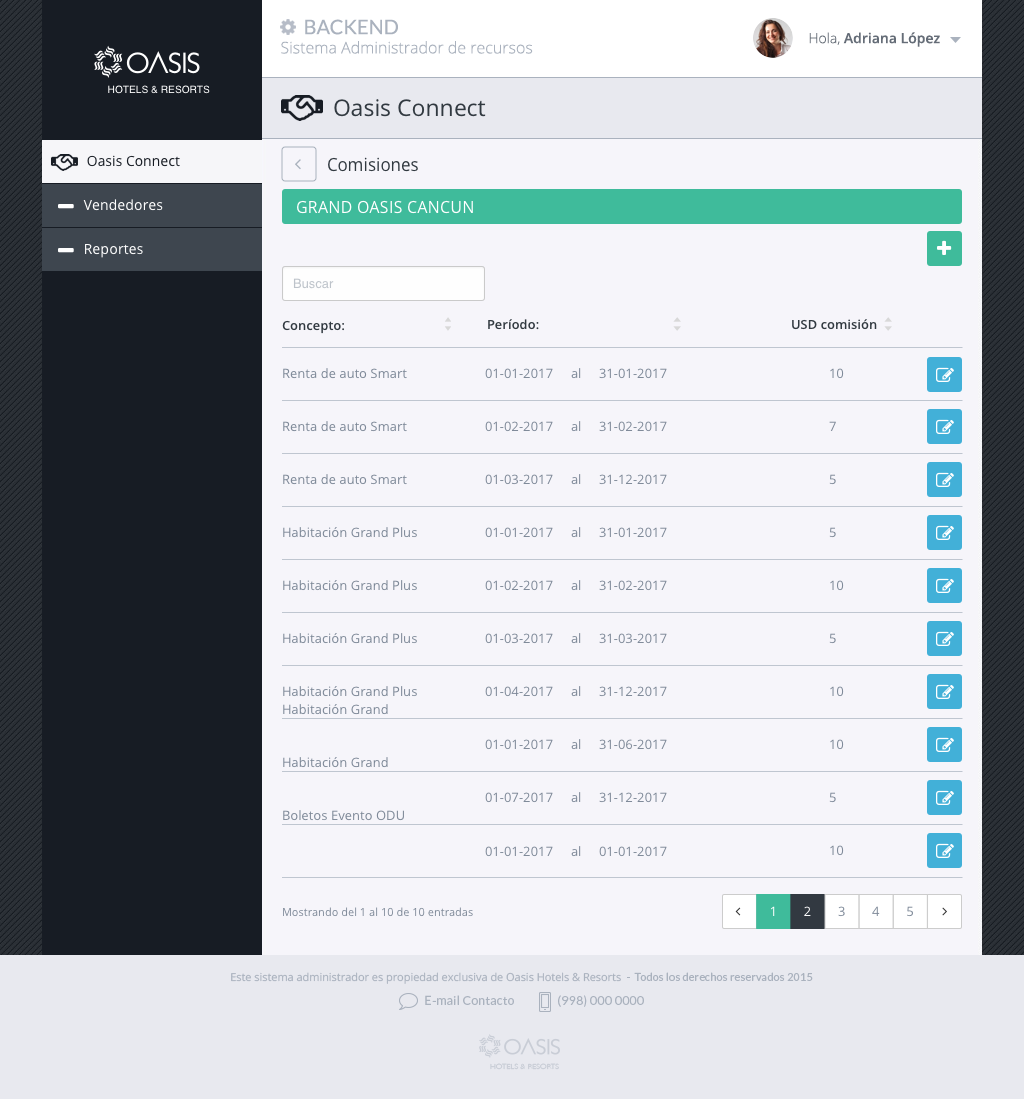 OASIS
HOTELS & RESORTS
BACKEND
Sistema Administrador de recursos
Hola, Adriana López
Oasis Connect
Oasis Connect
Vendedores
Reportes
Comisiones
GRAND OASIS CANCUN
Buscar
Concepto: Período: USD comisión
Renta de auto Smart 01-01-2017 al 31-01-2017 10
Renta de auto Smart 01-02-2017 al 31-02-2017 7
Renta de auto Smart 01-03-2017 al 31-12-2017 5
Habitación Grand Plus 01-01-2017 al 31-01-2017 5
Habitación Grand Plus 01-02-2017 al 31-02-2017 10
Habitación Grand Plus 01-03-2017 al 31-03-2017 5
Habitación Grand Plus 01-04-2017 al 31-12-2017 10
Habitación Grand
01-01-2017 al 31-06-2017 10
Habitación Grand
01-07-2017 al 31-12-2017 5
Boletos Evento ODU
01-01-2017 al 01-01-2017 10
Mostrando del 1 al 10 de 10 entradas
‹ 1 2 3 4 5 ›
Este sistema administrador es propiedad exclusiva de Oasis Hotels & Resorts - Todos los derechos reservados 2015
E-mail Contacto (998) 000 0000
OASIS
HOTELS & RESORTS